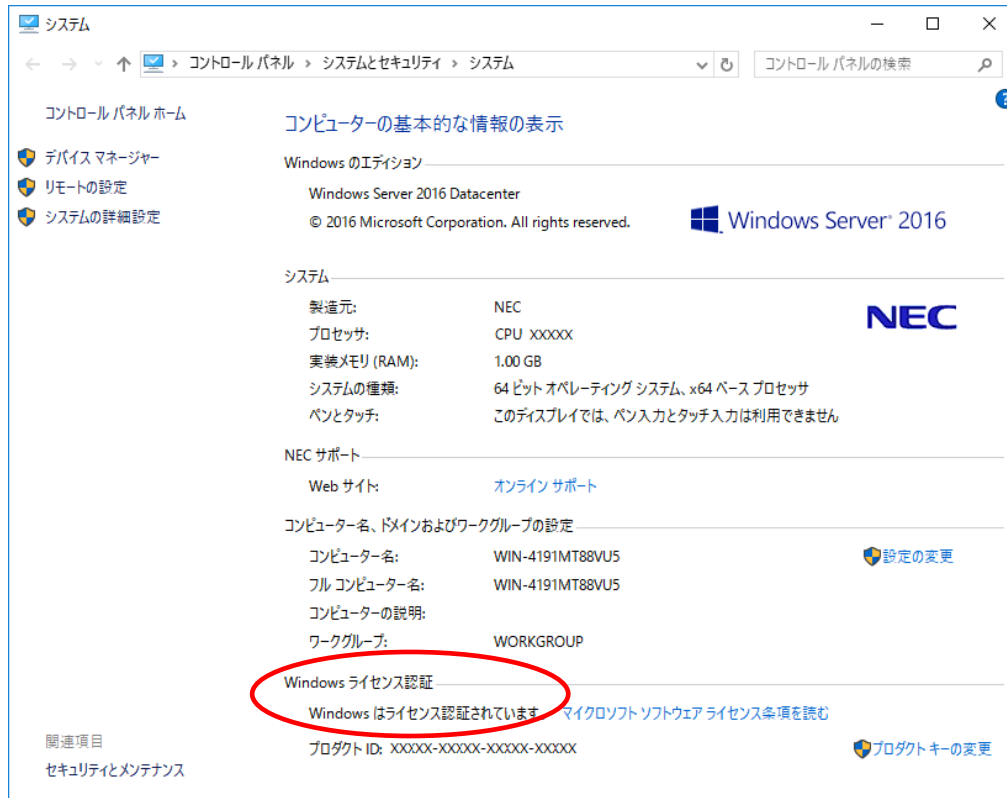 システム
コントロール パネル › システムとセキュリティ › システム
コントロール パネルの検索
コントロール パネル ホーム
デバイス マネージャー
リモートの設定
システムの詳細設定
関連項目
セキュリティとメンテナンス
コンピューターの基本的な情報の表示
Windows のエディション
Windows Server 2016 Datacenter
© 2016 Microsoft Corporation. All rights reserved.
Windows Server® 2016
システム
製造元: NEC
プロセッサ: CPU XXXXX
実装メモリ (RAM): 1.00 GB
システムの種類: 64 ビット オペレーティング システム、x64 ベース プロセッサ
ペンとタッチ: このディスプレイでは、ペン入力とタッチ入力は利用できません
NEC
NEC サポート
Web サイト: オンライン サポート
コンピューター名、ドメインおよびワークグループの設定
コンピューター名: WIN-4191MT88VU5
設定の変更
フル コンピューター名: WIN-4191MT88VU5
コンピューターの説明:
ワークグループ: WORKGROUP
Windows ライセンス認証
Windows はライセンス認証されています。 マイクロソフト ソフトウェア ライセンス条項を読む
プロダクト ID: XXXXX-XXXXX-XXXXX-XXXXX
プロダクト キーの変更